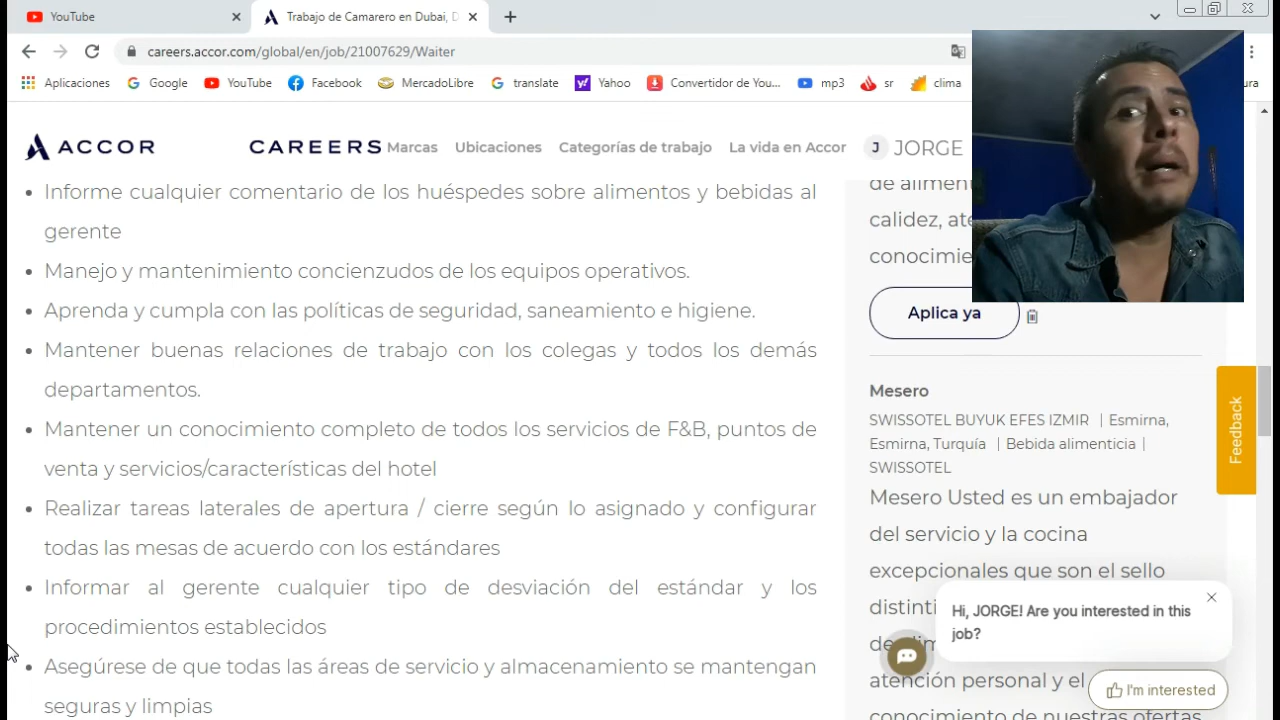 YouTube
Trabajo de Camarero en Dubai, D
careers.accor.com/global/en/job/21007629/Waiter
Aplicaciones
Google
YouTube
Facebook
MercadoLibre
translate
Yahoo
Convertidor de You...
mp3
sr
clima
ura
ACCOR
CAREERS
Marcas
Ubicaciones
Categorías de trabajo
La vida en Accor
J JORGE
Informe cualquier comentario de los huéspedes sobre alimentos y bebidas al
gerente
Manejo y mantenimiento concienzudos de los equipos operativos.
Aprenda y cumpla con las políticas de seguridad, saneamiento e higiene.
Mantener buenas relaciones de trabajo con los colegas y todos los demás
departamentos.
Mantener un conocimiento completo de todos los servicios de F&B, puntos de
venta y servicios/características del hotel
Realizar tareas laterales de apertura / cierre según lo asignado y configurar
todas las mesas de acuerdo con los estándares
Informar al gerente cualquier tipo de desviación del estándar y los
procedimientos establecidos
Asegúrese de que todas las áreas de servicio y almacenamiento se mantengan
seguras y limpias
de aliment
calidez, ate
conocimie
Aplica ya
Mesero
SWISSOTEL BUYUK EFES IZMIR | Esmirna,
Esmirna, Turquía | Bebida alimenticia |
SWISSOTEL
Mesero Usted es un embajador
del servicio y la cocina
excepcionales que son el sello
distinti
de
atención personal y el
conocimiento de nuestras ofertas
Feedback
Hi, JORGE! Are you interested in this
job?
I'm interested